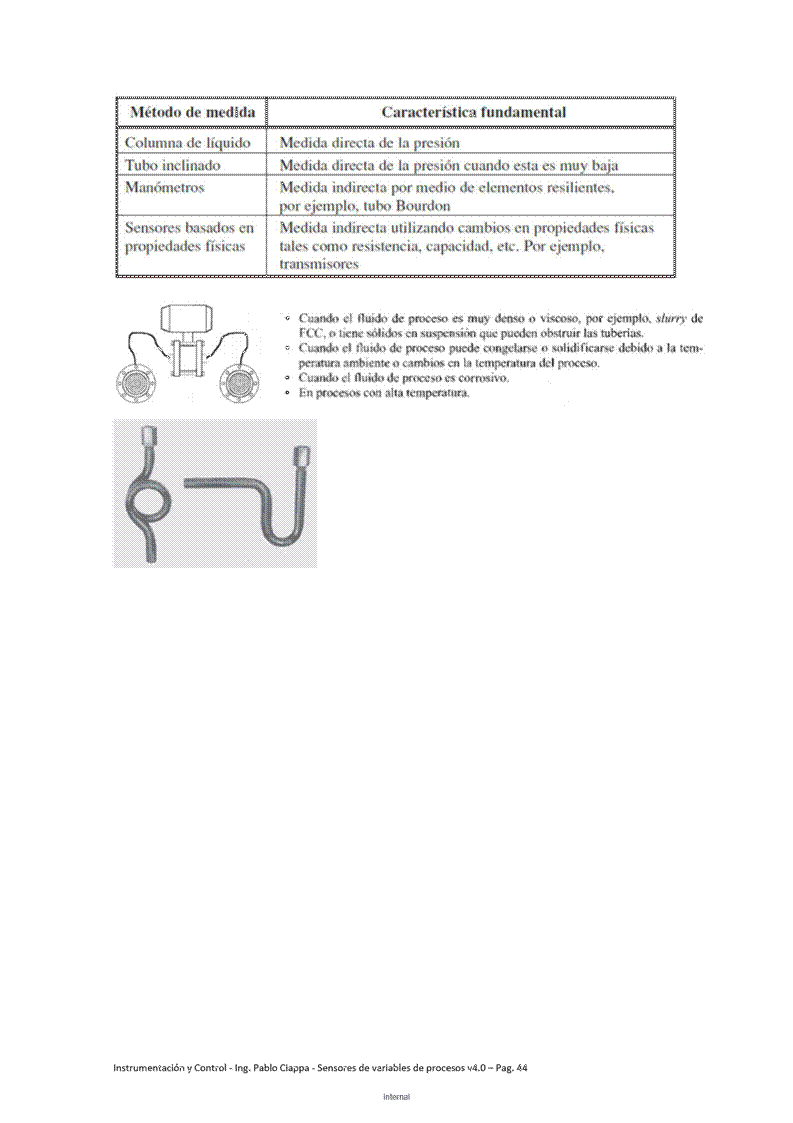 Método de medida Característica fundamental
Columna de líquido Medida directa de la presión
Tubo inclinado Medida directa de la presión cuando esta es muy baja
Manómetros Medida indirecta por medio de elementos resilientes,
por ejemplo, tubo Bourdon
Sensores basados en Medida indirecta utilizando cambios en propiedades físicas
propiedades físicas tales como resistencia, capacidad, etc. Por ejemplo,
transmisores
Cuando el fluido de proceso es muy denso o viscoso, por ejemplo, slurry de
FCC, o tiene sólidos en suspensión que pueden obstruir las tuberías.
Cuando el fluido de proceso puede congelarse o solidificarse debido a la tem-
peratura ambiente o cambios en la temperatura del proceso.
Cuando el fluido de proceso es corrosivo.
En procesos con alta temperatura.
Instrumentación y Control - Ing. Pablo Ciappa - Sensores de variables de procesos v4.0 – Pag. 44
Internal